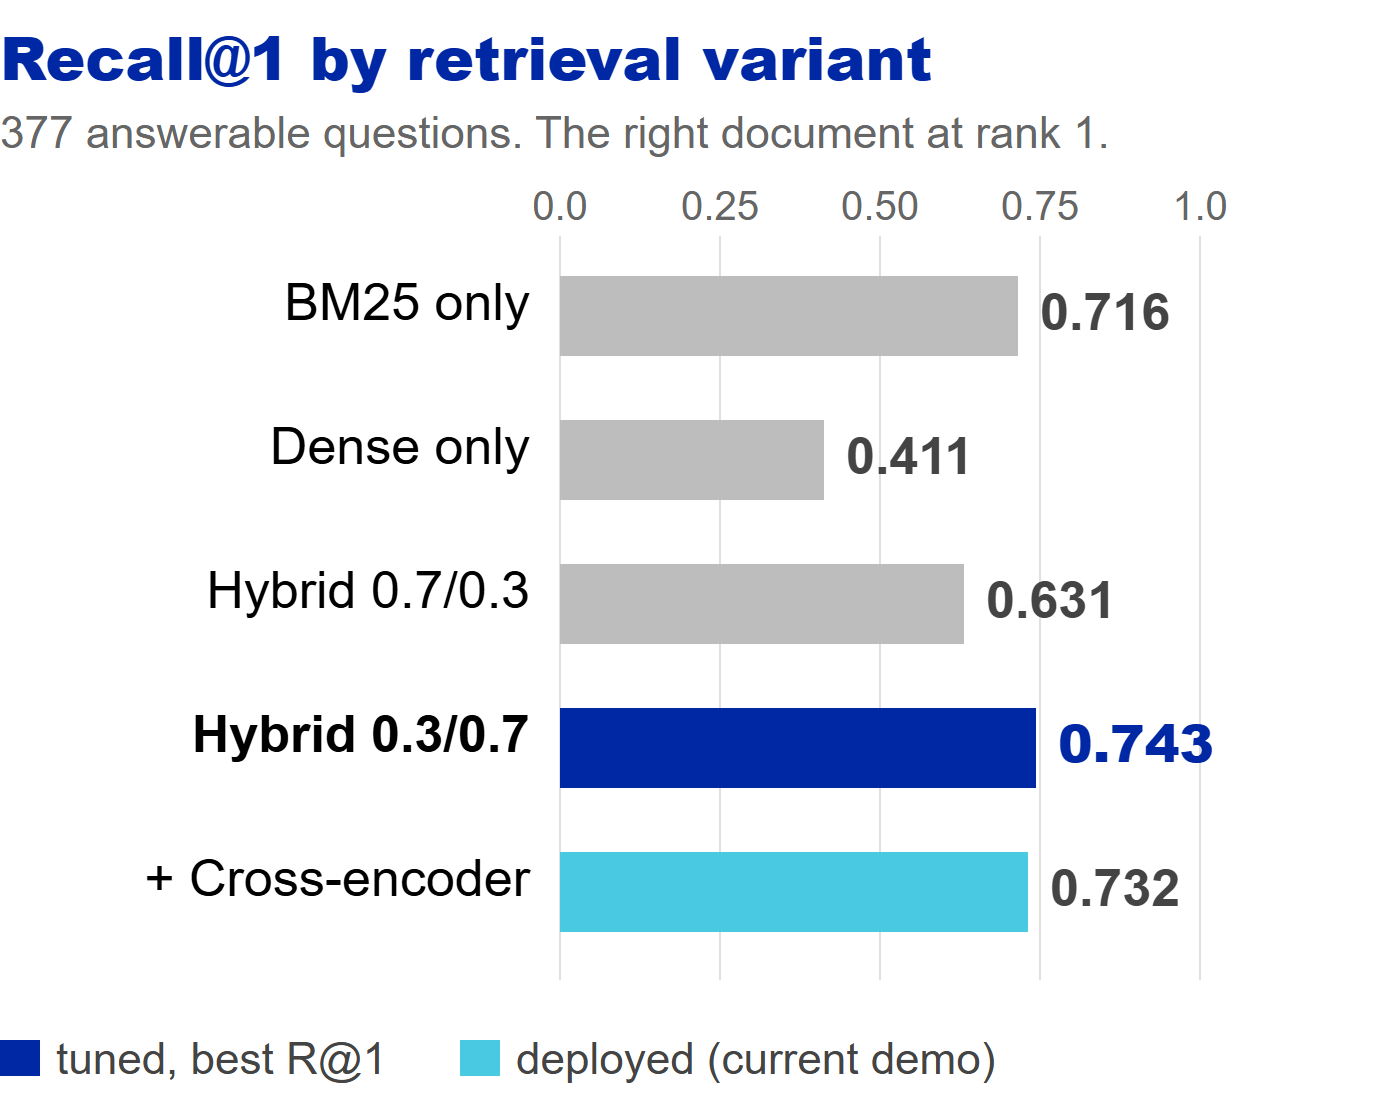 Recall@1 by retrieval variant
377 answerable questions. The right document at rank 1.
0.0 0.25 0.50 0.75 1.0
BM25 only 0.716
Dense only 0.411
Hybrid 0.7/0.3 0.631
Hybrid 0.3/0.7 0.743
+ Cross-encoder 0.732
tuned, best R@1 deployed (current demo)